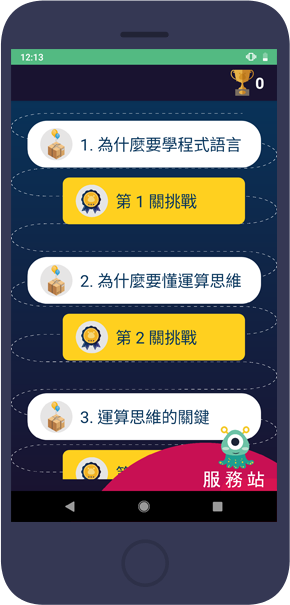 12:13
0
1. 為什麼要學程式語言
第 1 關挑戰
2. 為什麼要懂運算思維
第 2 關挑戰
3. 運算思維的關鍵
服務站